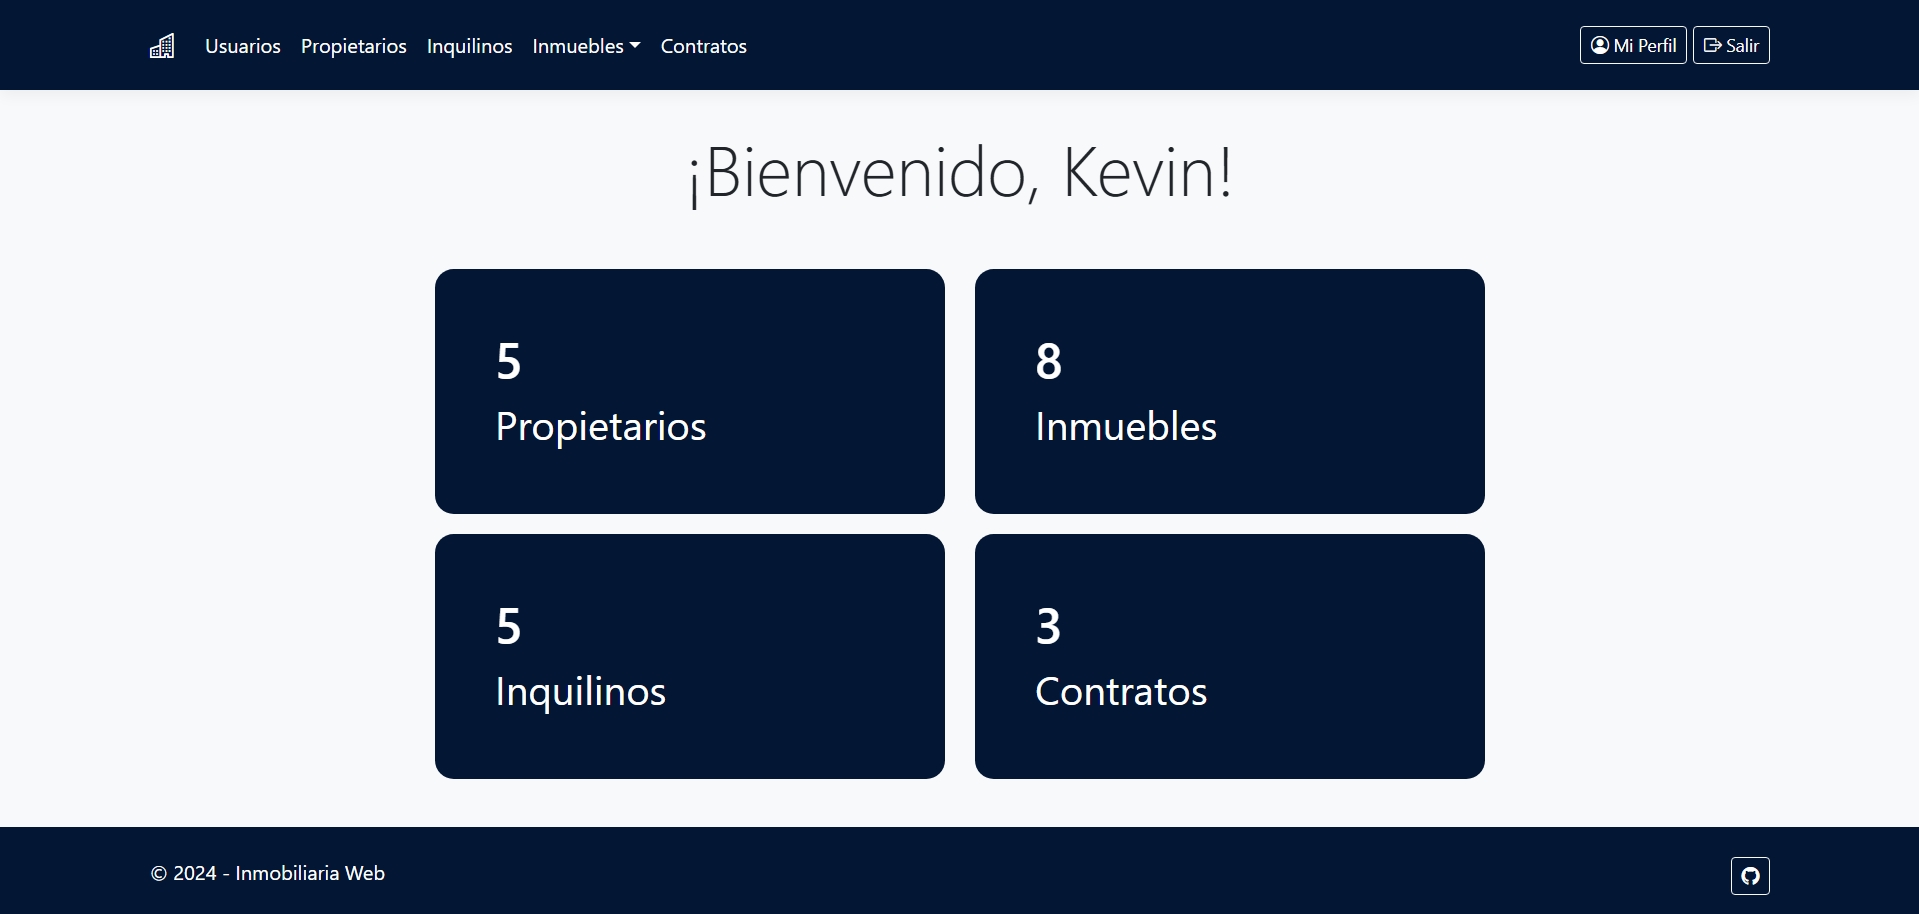 Usuarios Propietarios Inquilinos Inmuebles Contratos Mi Perfil Salir
¡Bienvenido, Kevin!
5
Propietarios
8
Inmuebles
5
Inquilinos
3
Contratos
© 2024 - Inmobiliaria Web